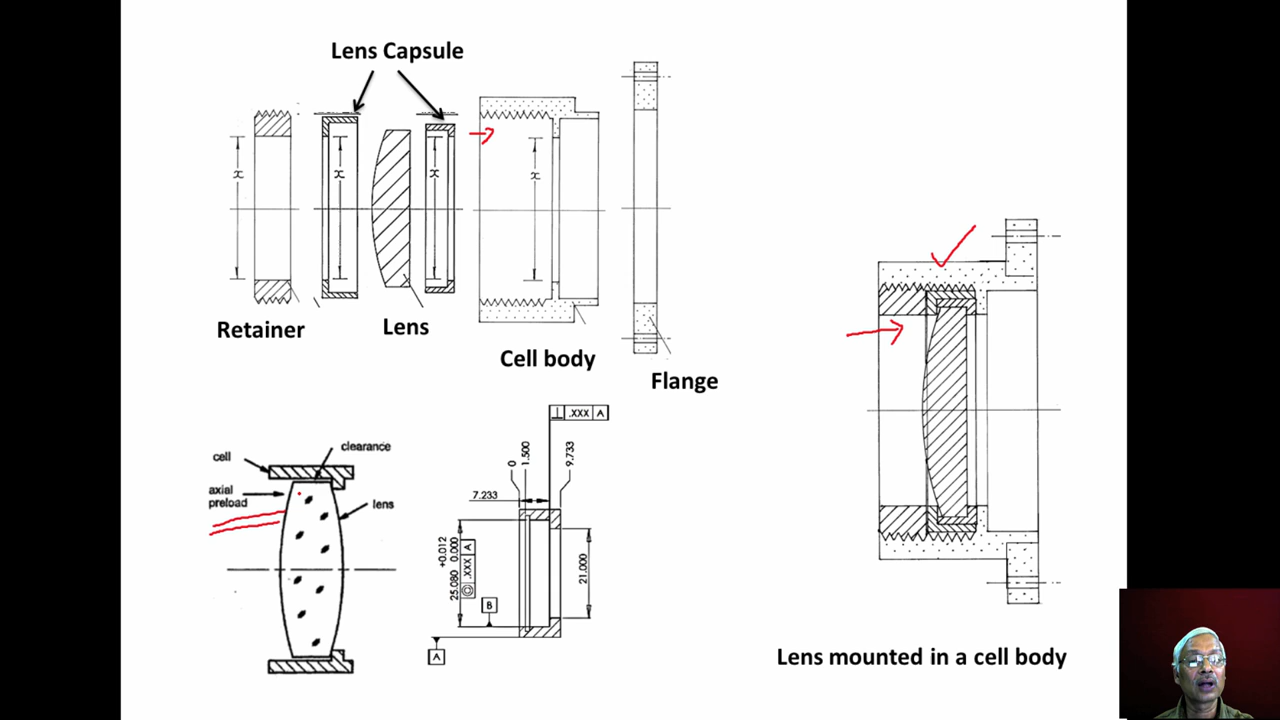 Lens Capsule
x
x
x
x
Retainer
Lens
Cell body
Flange
clearance
cell
axial
preload
lens
⊥ .XXX A
0
1.500
9.733
7.233
+0.012
25.080 0.000
◎ .XXX A
B
21.000
A
Lens mounted in a cell body